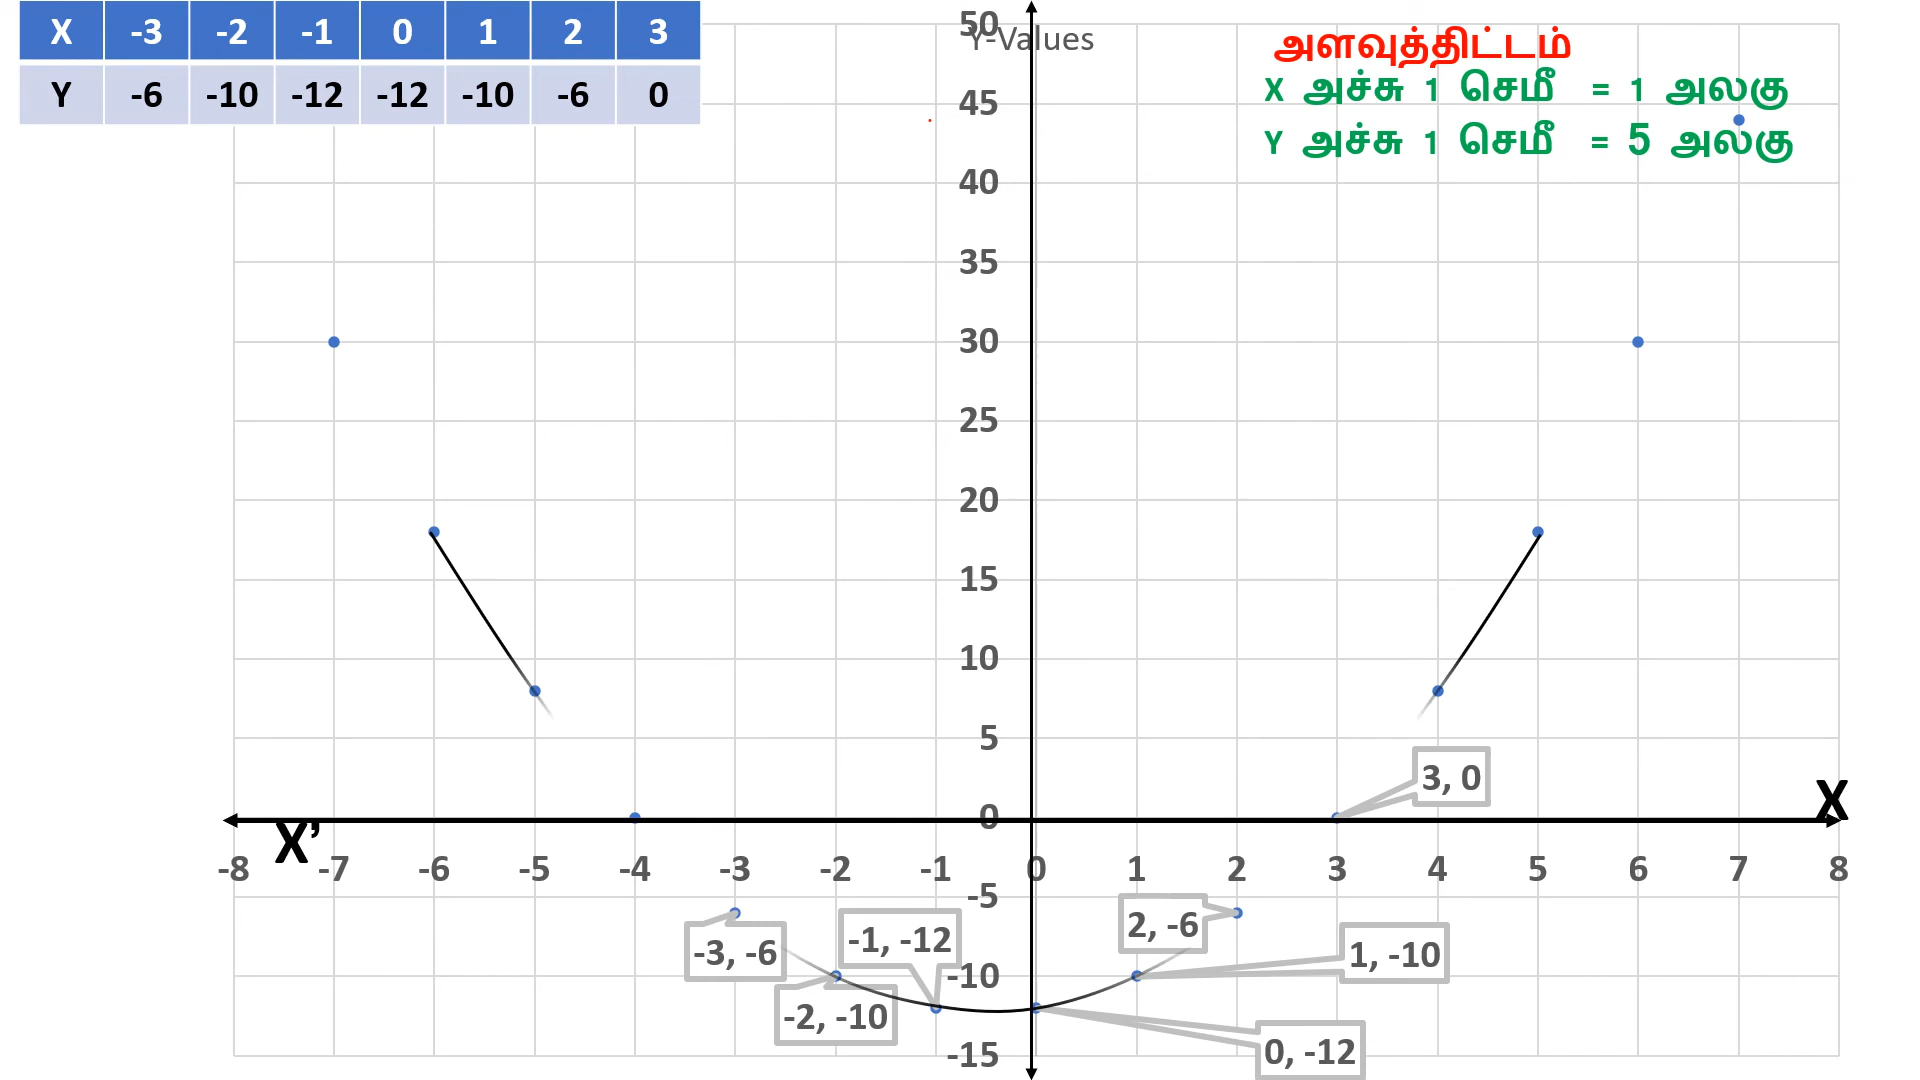 X -3 -2 -1 0 1 2 3
Y -6 -10 -12 -12 -10 -6 0
Y-Values
அளவுத்திட்டம்
X அச்சு 1 செமீ = 1 அலகு
Y அச்சு 1 செமீ = 5 அலகு
50
45
40
35
30
25
20
15
10
5
0
-5
-10
-15
3, 0
X
X’
-8 -7 -6 -5 -4 -3 -2 -1 0 1 2 3 4 5 6 7 8
-3, -6
-1, -12
2, -6
1, -10
-2, -10
0, -12